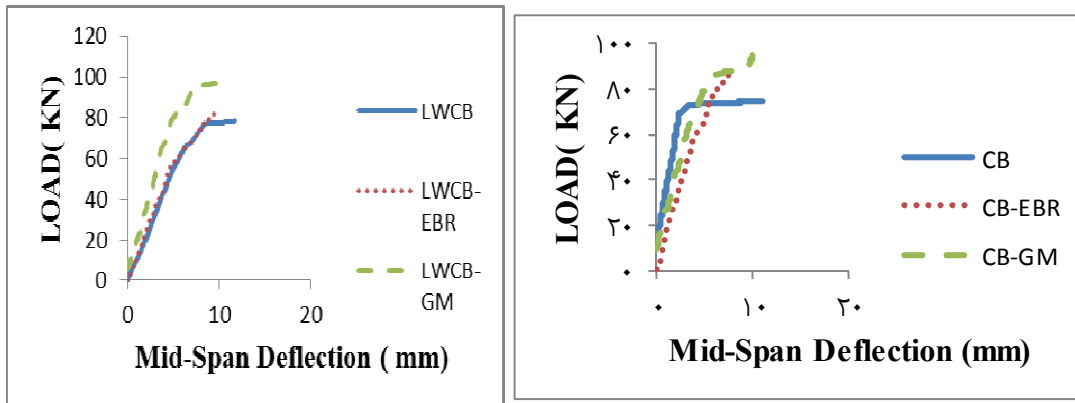 120
100
80
60
40
20
0
LOAD( KN)
0
10
20
Mid-Span Deflection ( mm)
LWCB
LWCB-
EBR
LWCB-
GM
١٠٠
٨٠
٦٠
٤٠
٢٠
٠
LOAD( KN)
٠
١٠
٢٠
Mid-Span Deflection (mm)
CB
CB-EBR
CB-GM